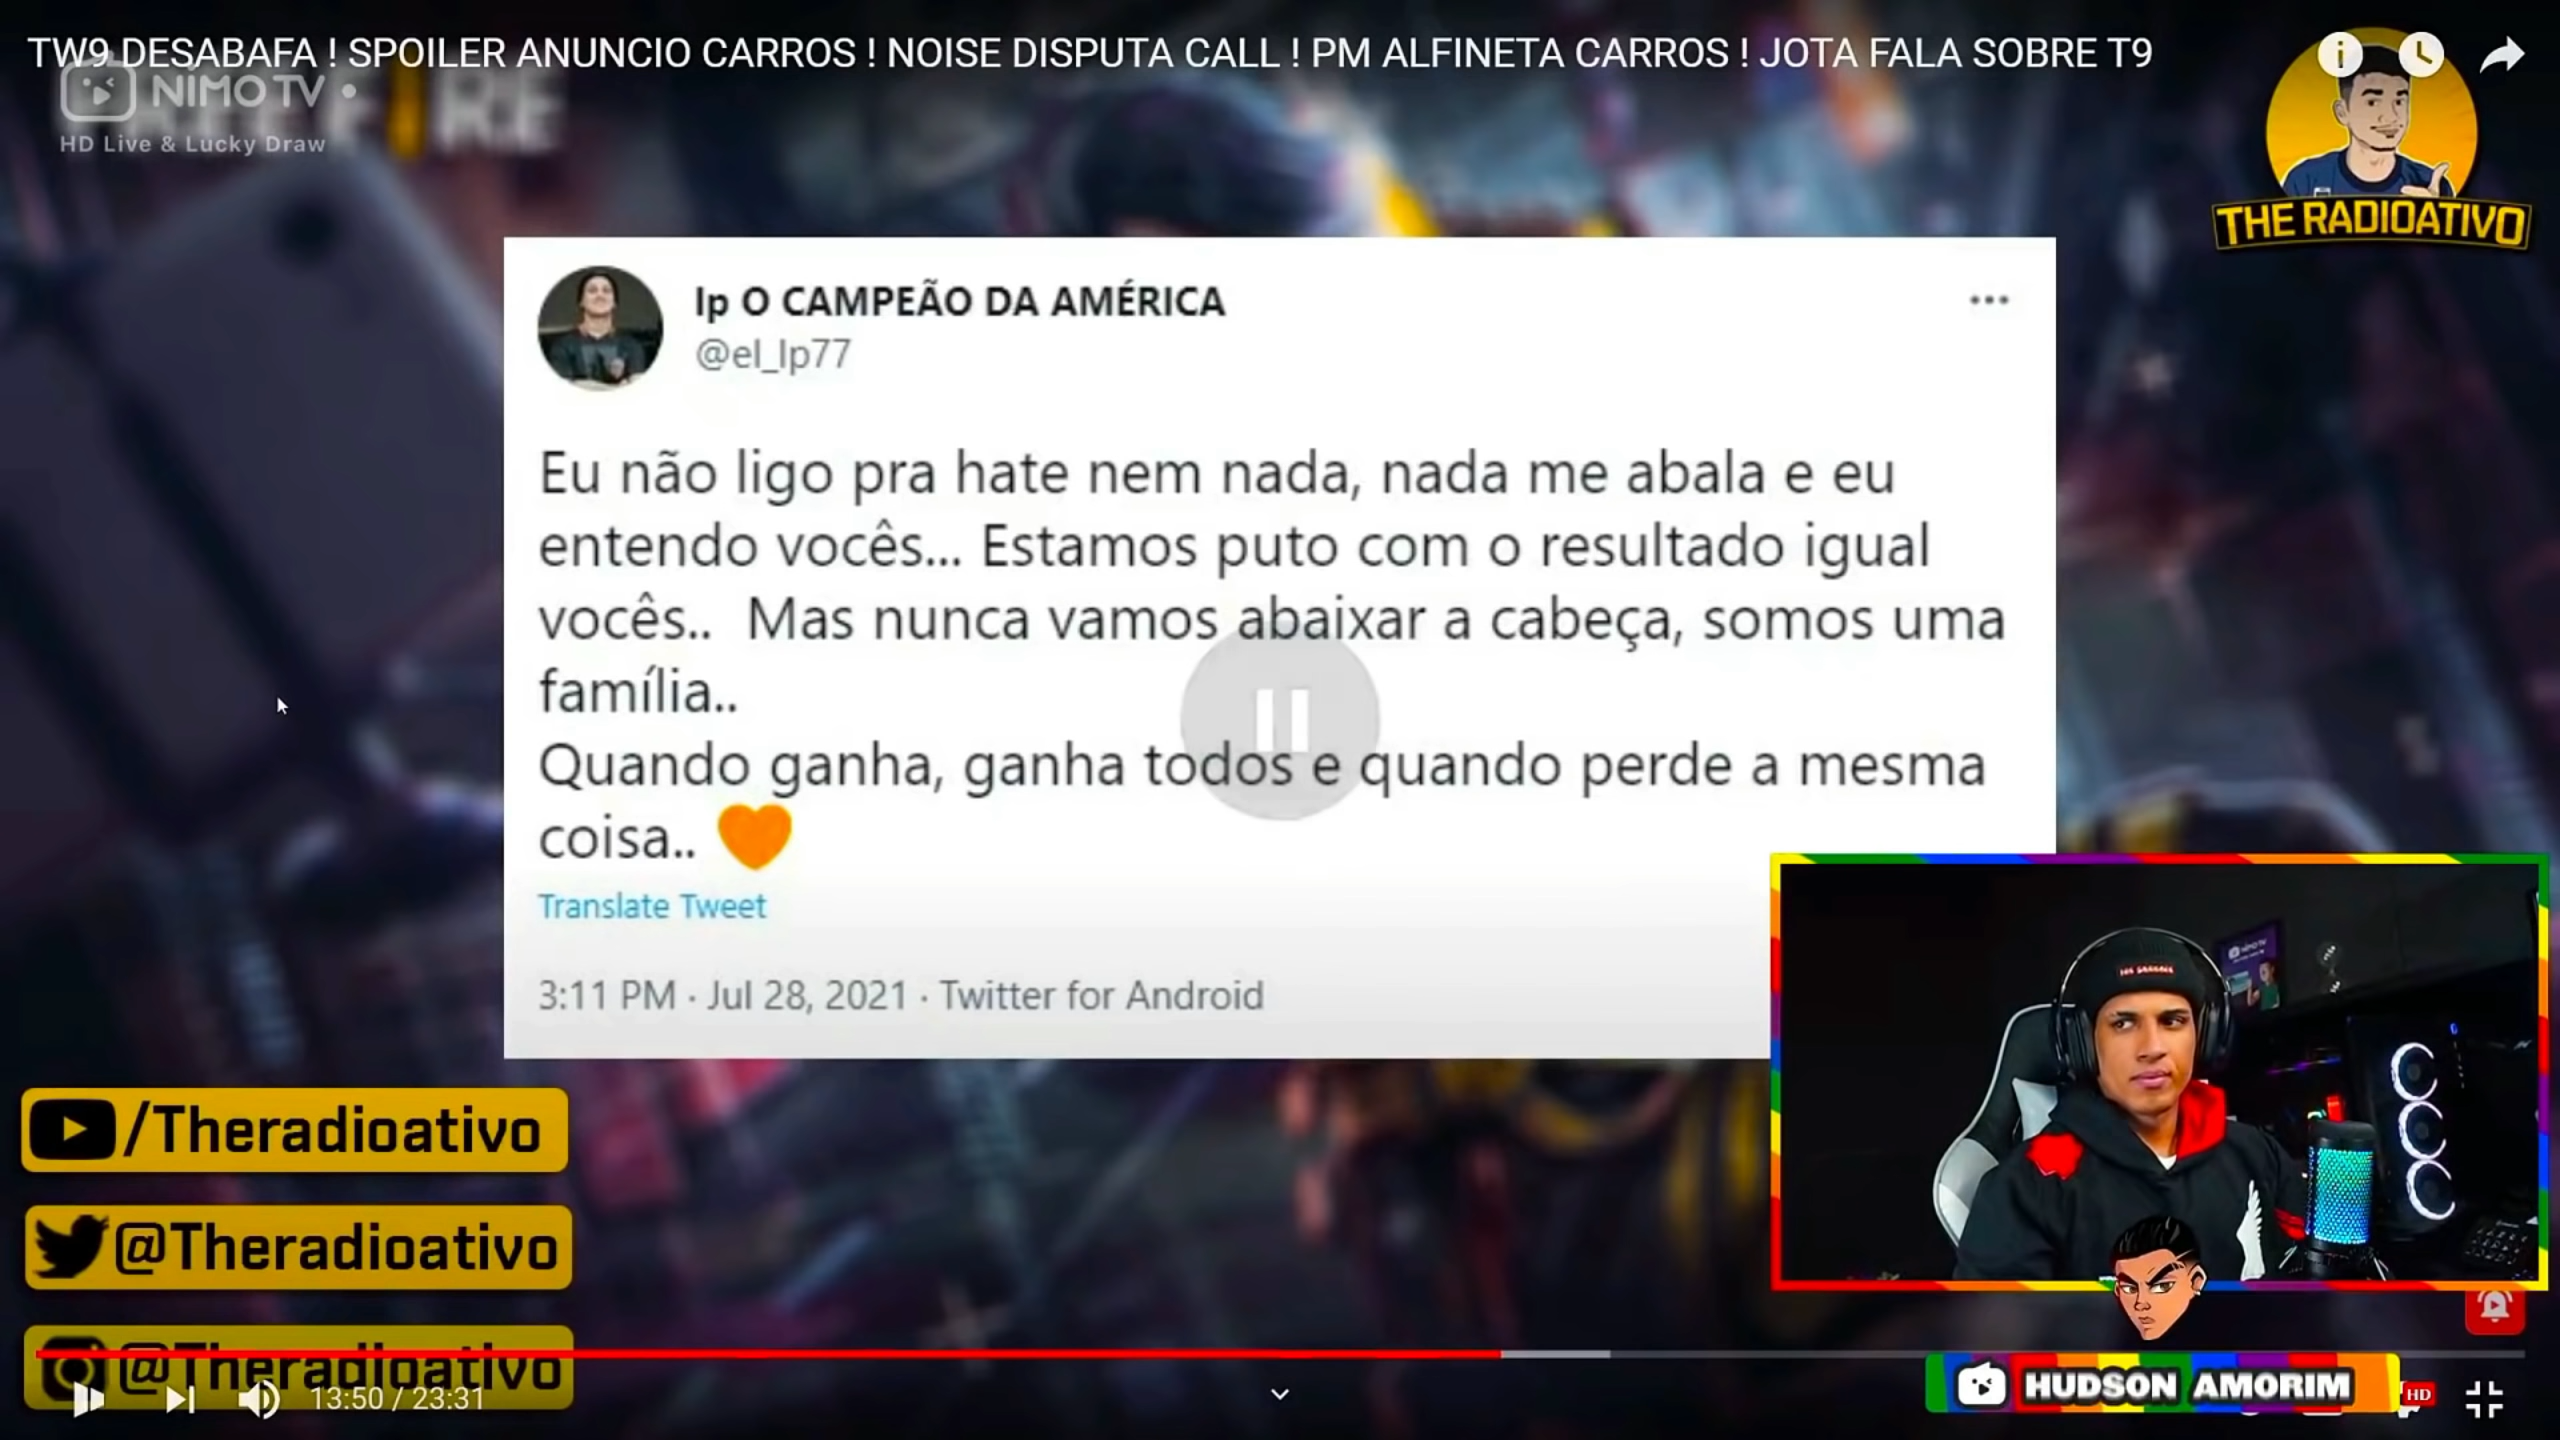 TW9 DESABAFA ! SPOILER ANUNCIO CARROS ! NOISE DISPUTA CALL ! PM ALFINETA CARROS ! JOTA FALA SOBRE T9
NIMO TV
HD Live & Lucky Draw
THE RADIOATIVO
lp O CAMPEÃO DA AMÉRICA
@el_lp77
Eu não ligo pra hate nem nada, nada me abala e eu
entendo vocês... Estamos puto com o resultado igual
vocês..  Mas nunca vamos abaixar a cabeça, somos uma
família..
Quando ganha, ganha todos e quando perde a mesma
coisa.. 🧡
Translate Tweet
3:11 PM · Jul 28, 2021 · Twitter for Android
/Theradioativo
@Theradioativo
@Theradioativo
13:50 / 23:31
HUDSON AMORIM
HD